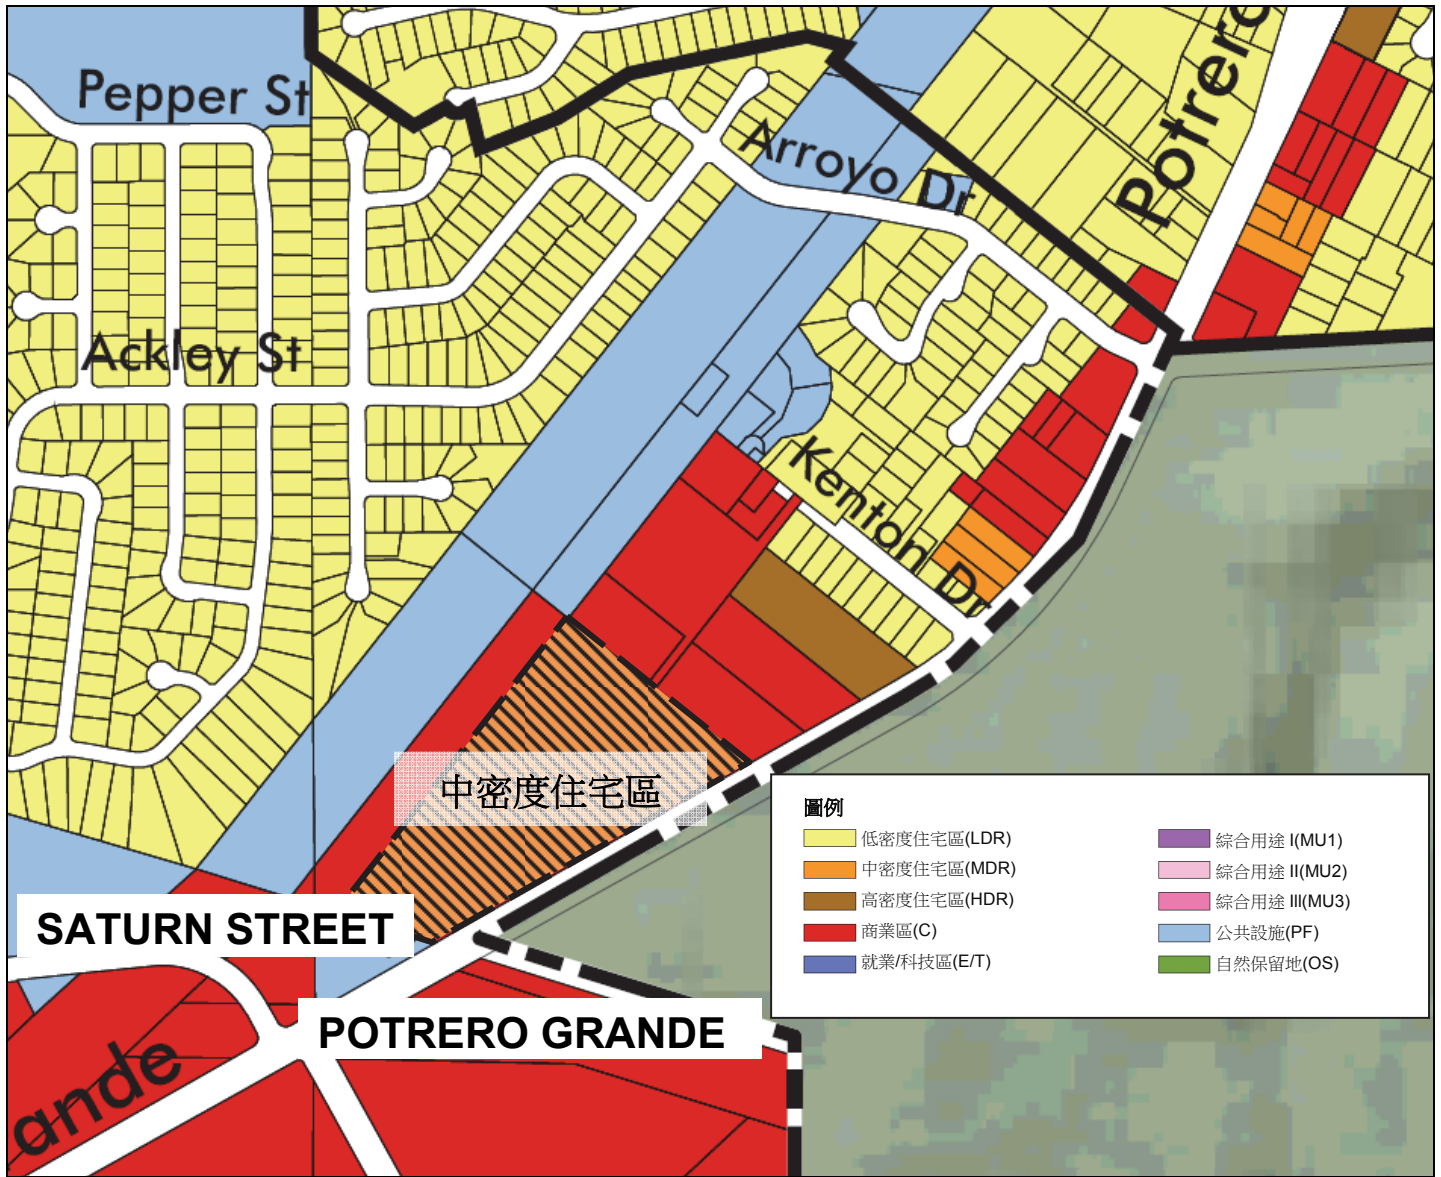 Pepper St
Arroyo Dr
Potrero
Ackley St
Kenton Dr
中密度住宅區
圖例
低密度住宅區(LDR)
中密度住宅區(MDR)
高密度住宅區(HDR)
商業區(C)
就業/科技區(E/T)
綜合用途 I(MU1)
綜合用途 II(MU2)
綜合用途 III(MU3)
公共設施(PF)
自然保留地(OS)
SATURN STREET
POTRERO GRANDE
ande